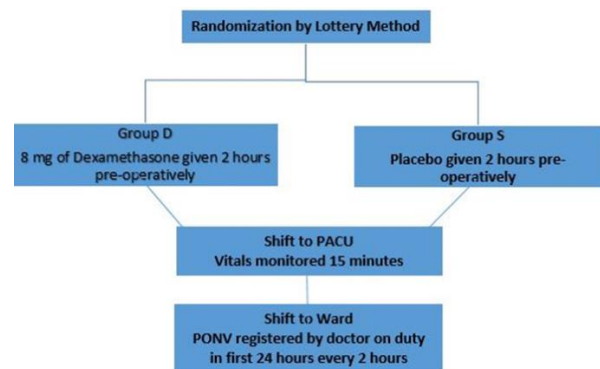 Randomization by Lottery Method
Group D
8 mg of Dexamethasone given 2 hours
pre-operatively
Group S
Placebo given 2 hours pre-
operatively
Shift to PACU
Vitals monitored 15 minutes
Shift to Ward
PONV registered by doctor on duty
in first 24 hours every 2 hours